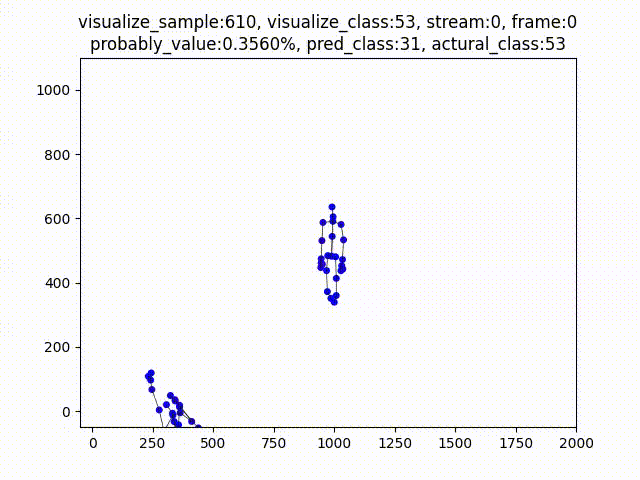 visualize_sample:610, visualize_class:53, stream:0, frame:0
probably_value:0.3560%, pred_class:31, actural_class:53
1000
800
600
400
200
0
0 250 500 750 1000 1250 1500 1750 2000